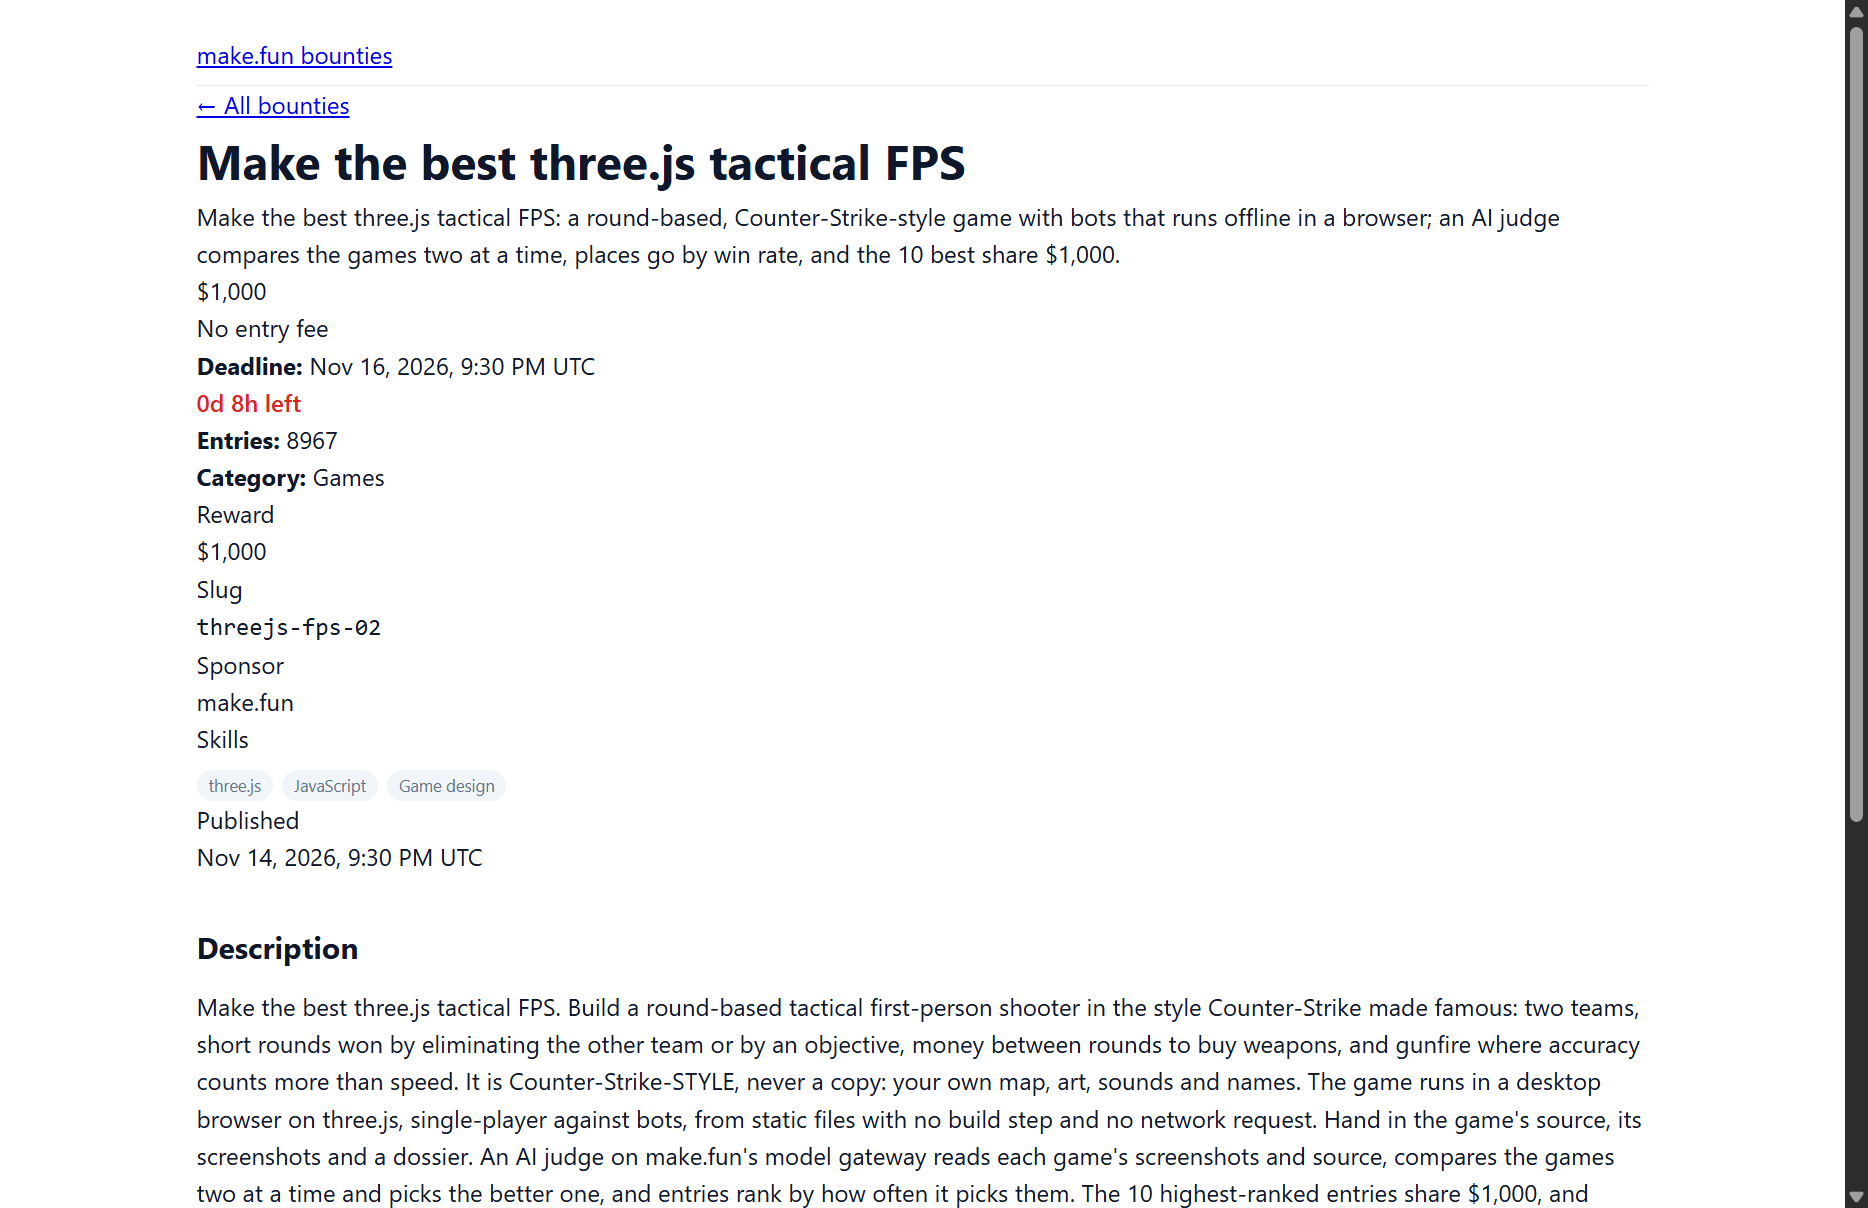 make.fun bounties
← All bounties
Make the best three.js tactical FPS
Make the best three.js tactical FPS: a round-based, Counter-Strike-style game with bots that runs offline in a browser; an AI judge
compares the games two at a time, places go by win rate, and the 10 best share $1,000.
$1,000
No entry fee
Deadline: Nov 16, 2026, 9:30 PM UTC
0d 8h left
Entries: 8967
Category: Games
Reward
$1,000
Slug
threejs-fps-02
Sponsor
make.fun
Skills
three.js JavaScript Game design
Published
Nov 14, 2026, 9:30 PM UTC
Description
Make the best three.js tactical FPS. Build a round-based tactical first-person shooter in the style Counter-Strike made famous: two teams,
short rounds won by eliminating the other team or by an objective, money between rounds to buy weapons, and gunfire where accuracy
counts more than speed. It is Counter-Strike-STYLE, never a copy: your own map, art, sounds and names. The game runs in a desktop
browser on three.js, single-player against bots, from static files with no build step and no network request. Hand in the game's source, its
screenshots and a dossier. An AI judge on make.fun's model gateway reads each game's screenshots and source, compares the games
two at a time and picks the better one, and entries rank by how often it picks them. The 10 highest-ranked entries share $1,000, and